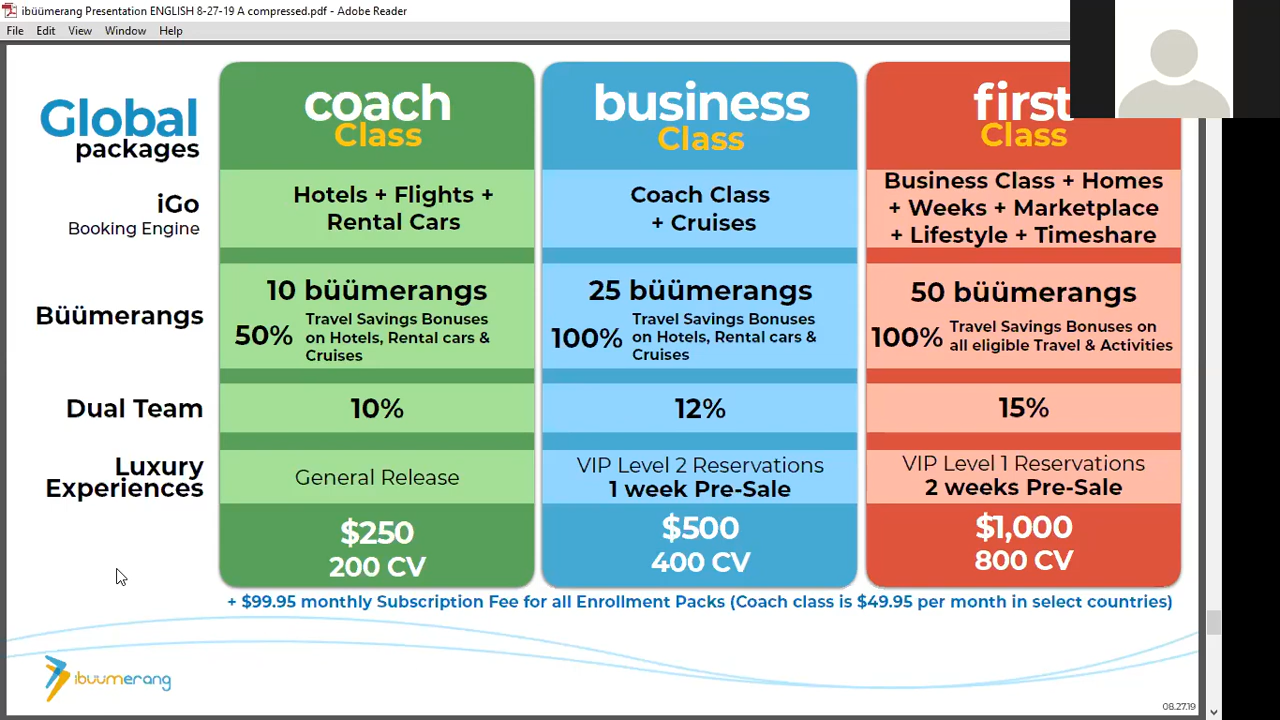 ibüümerang Presentation ENGLISH 8-27-19 A compressed.pdf - Adobe Reader
File Edit View Window Help
Global
packages
coach
Class
business
Class
first
Class
iGo
Booking Engine
Hotels + Flights +
Rental Cars
Coach Class
+ Cruises
Business Class + Homes
+ Weeks + Marketplace
+ Lifestyle + Timeshare
Büümerangs
10 büümerangs
50%
Travel Savings Bonuses
on Hotels, Rental cars &
Cruises
25 büümerangs
100%
Travel Savings Bonuses
on Hotels, Rental cars &
Cruises
50 büümerangs
100%
Travel Savings Bonuses on
all eligible Travel & Activities
Dual Team
10%
12%
15%
Luxury
Experiences
General Release
VIP Level 2 Reservations
1 week Pre-Sale
VIP Level 1 Reservations
2 weeks Pre-Sale
$250
200 CV
$500
400 CV
$1,000
800 CV
+ $99.95 monthly Subscription Fee for all Enrollment Packs (Coach class is $49.95 per month in select countries)
ibuumerang
08.27.19